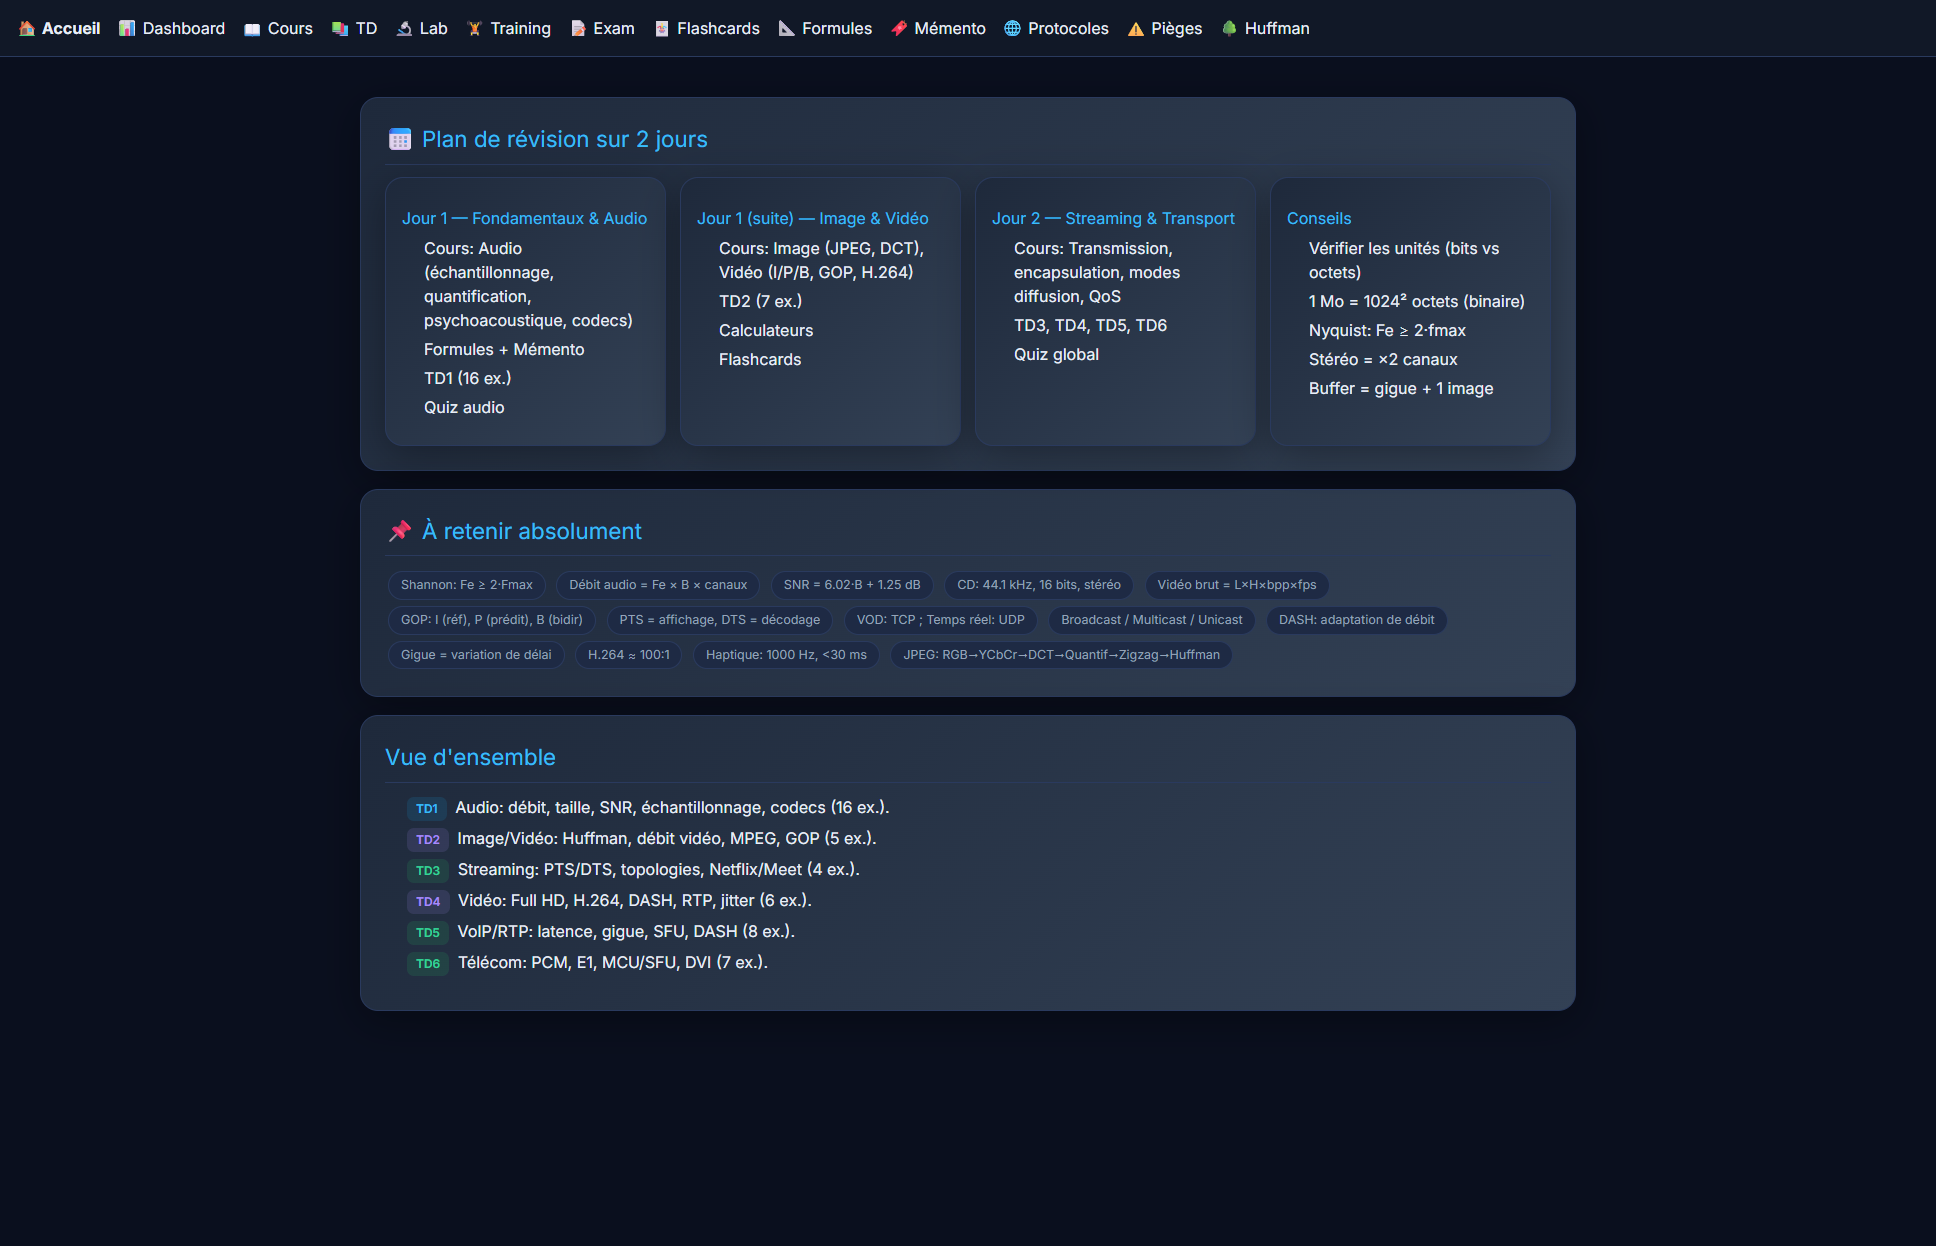 Accueil Dashboard Cours TD Lab Training Exam Flashcards Formules Mémento Protocoles Pièges Huffman
Plan de révision sur 2 jours
Jour 1 — Fondamentaux & Audio
Cours: Audio
(échantillonnage,
quantification,
psychoacoustique, codecs)
Formules + Mémento
TD1 (16 ex.)
Quiz audio
Jour 1 (suite) — Image & Vidéo
Cours: Image (JPEG, DCT),
Vidéo (I/P/B, GOP, H.264)
TD2 (7 ex.)
Calculateurs
Flashcards
Jour 2 — Streaming & Transport
Cours: Transmission,
encapsulation, modes
diffusion, QoS
TD3, TD4, TD5, TD6
Quiz global
Conseils
Vérifier les unités (bits vs
octets)
1 Mo = 1024² octets (binaire)
Nyquist: Fe ≥ 2·fmax
Stéréo = ×2 canaux
Buffer = gigue + 1 image
À retenir absolument
Shannon: Fe ≥ 2·Fmax Débit audio = Fe × B × canaux SNR = 6.02·B + 1.25 dB CD: 44.1 kHz, 16 bits, stéréo Vidéo brut = L×H×bpp×fps
GOP: I (réf), P (prédit), B (bidir) PTS = affichage, DTS = décodage VOD: TCP ; Temps réel: UDP Broadcast / Multicast / Unicast DASH: adaptation de débit
Gigue = variation de délai H.264 ≈ 100:1 Haptique: 1000 Hz, <30 ms JPEG: RGB→YCbCr→DCT→Quantif→Zigzag→Huffman
Vue d'ensemble
TD1 Audio: débit, taille, SNR, échantillonnage, codecs (16 ex.).
TD2 Image/Vidéo: Huffman, débit vidéo, MPEG, GOP (5 ex.).
TD3 Streaming: PTS/DTS, topologies, Netflix/Meet (4 ex.).
TD4 Vidéo: Full HD, H.264, DASH, RTP, jitter (6 ex.).
TD5 VoIP/RTP: latence, gigue, SFU, DASH (8 ex.).
TD6 Télécom: PCM, E1, MCU/SFU, DVI (7 ex.).